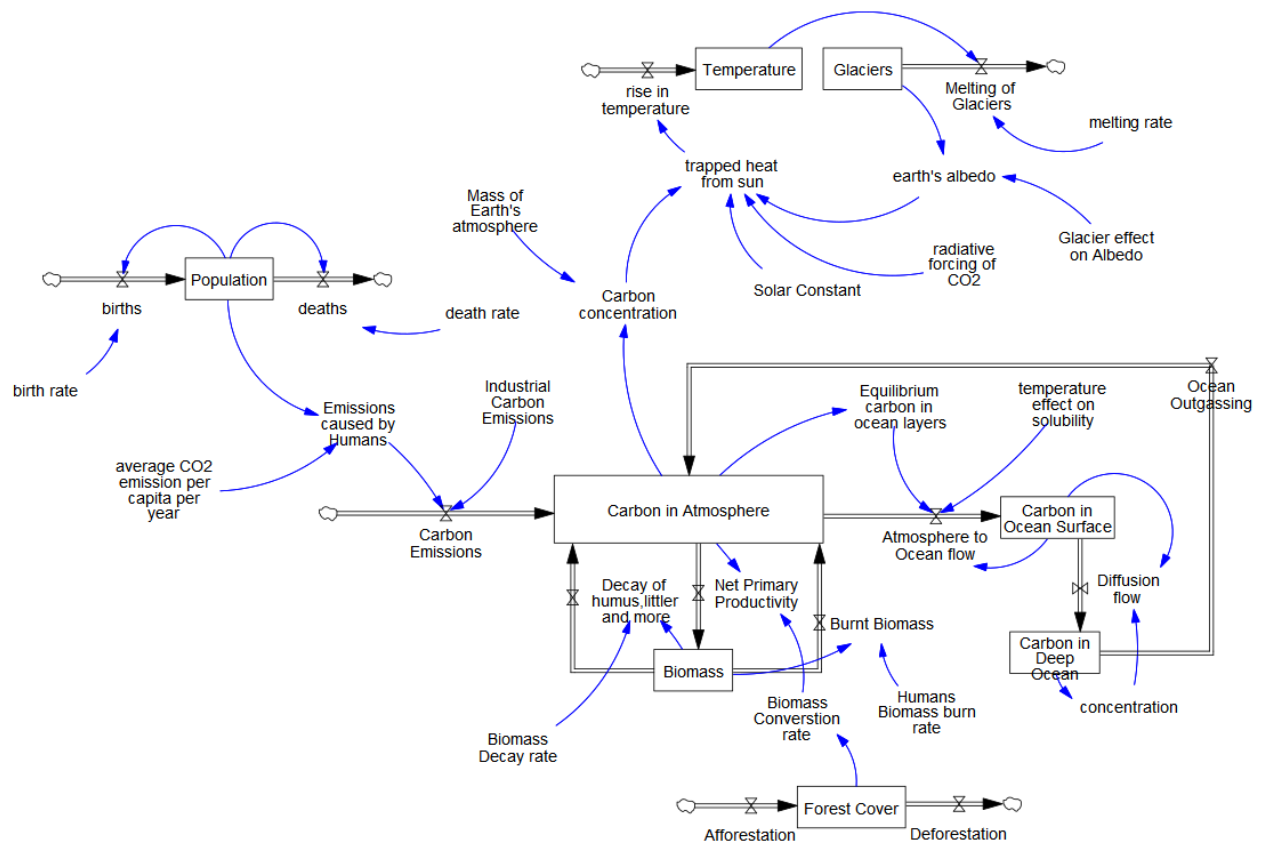 Temperature
Glaciers
rise in
temperature
Melting of
Glaciers
melting rate
trapped heat
from sun
earth's albedo
Mass of
Earth's
atmosphere
Glacier effect
on Albedo
radiative
forcing of
CO2
Solar Constant
Population
births
deaths
death rate
Carbon
concentration
birth rate
Industrial
Carbon
Emissions
Equilibrium
carbon in
ocean layers
temperature
effect on
solubility
Ocean
Outgassing
Emissions
caused by
Humans
average CO2
emission per
capita per
year
Carbon in Atmosphere
Carbon in
Ocean Surface
Carbon
Emissions
Atmosphere to
Ocean flow
Decay of
humus,littler
and more
Net Primary
Productivity
Diffusion
flow
Burnt Biomass
Carbon in
Deep
Ocean
Biomass
concentration
Biomass
Converstion
rate
Humans
Biomass burn
rate
Biomass
Decay rate
Forest Cover
Afforestation
Deforestation